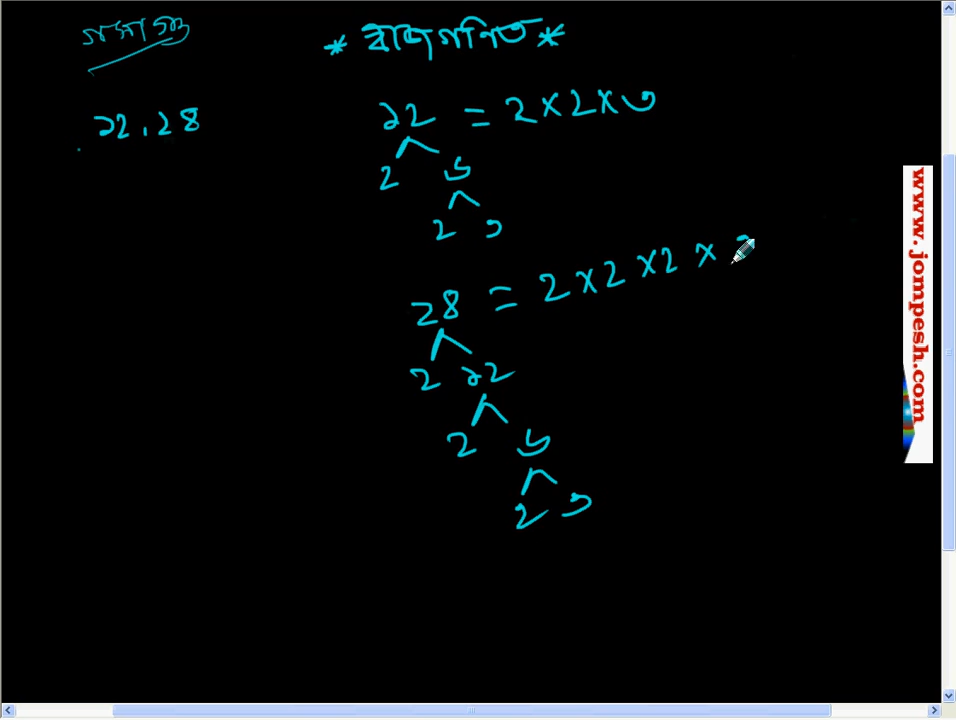 গসাগু
* বীজগণিত *
১২, ২৪
১২ = ২ × ২ × ৩
২ ৬
২ ৩
২৪ = ২ × ২ × ২ ×
২ ১২
২ ৬
২ ৩
www.jompesh.com